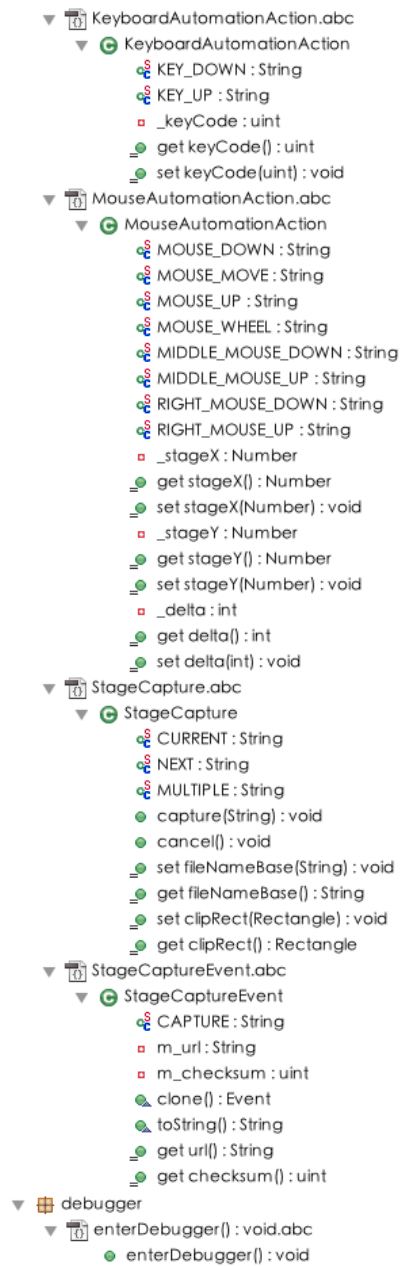 KeyboardAutomationAction.abc
KeyboardAutomationAction
KEY_DOWN : String
KEY_UP : String
_keyCode : uint
get keyCode() : uint
set keyCode(uint) : void
MouseAutomationAction.abc
MouseAutomationAction
MOUSE_DOWN : String
MOUSE_MOVE : String
MOUSE_UP : String
MOUSE_WHEEL : String
MIDDLE_MOUSE_DOWN : String
MIDDLE_MOUSE_UP : String
RIGHT_MOUSE_DOWN : String
RIGHT_MOUSE_UP : String
_stageX : Number
get stageX() : Number
set stageX(Number) : void
_stageY : Number
get stageY() : Number
set stageY(Number) : void
_delta : int
get delta() : int
set delta(int) : void
StageCapture.abc
StageCapture
CURRENT : String
NEXT : String
MULTIPLE : String
capture(String) : void
cancel() : void
set fileNameBase(String) : void
get fileNameBase() : String
set clipRect(Rectangle) : void
get clipRect() : Rectangle
StageCaptureEvent.abc
StageCaptureEvent
CAPTURE : String
m_url : String
m_checksum : uint
clone() : Event
toString() : String
get url() : String
get checksum() : uint
debugger
enterDebugger() : void.abc
enterDebugger() : void